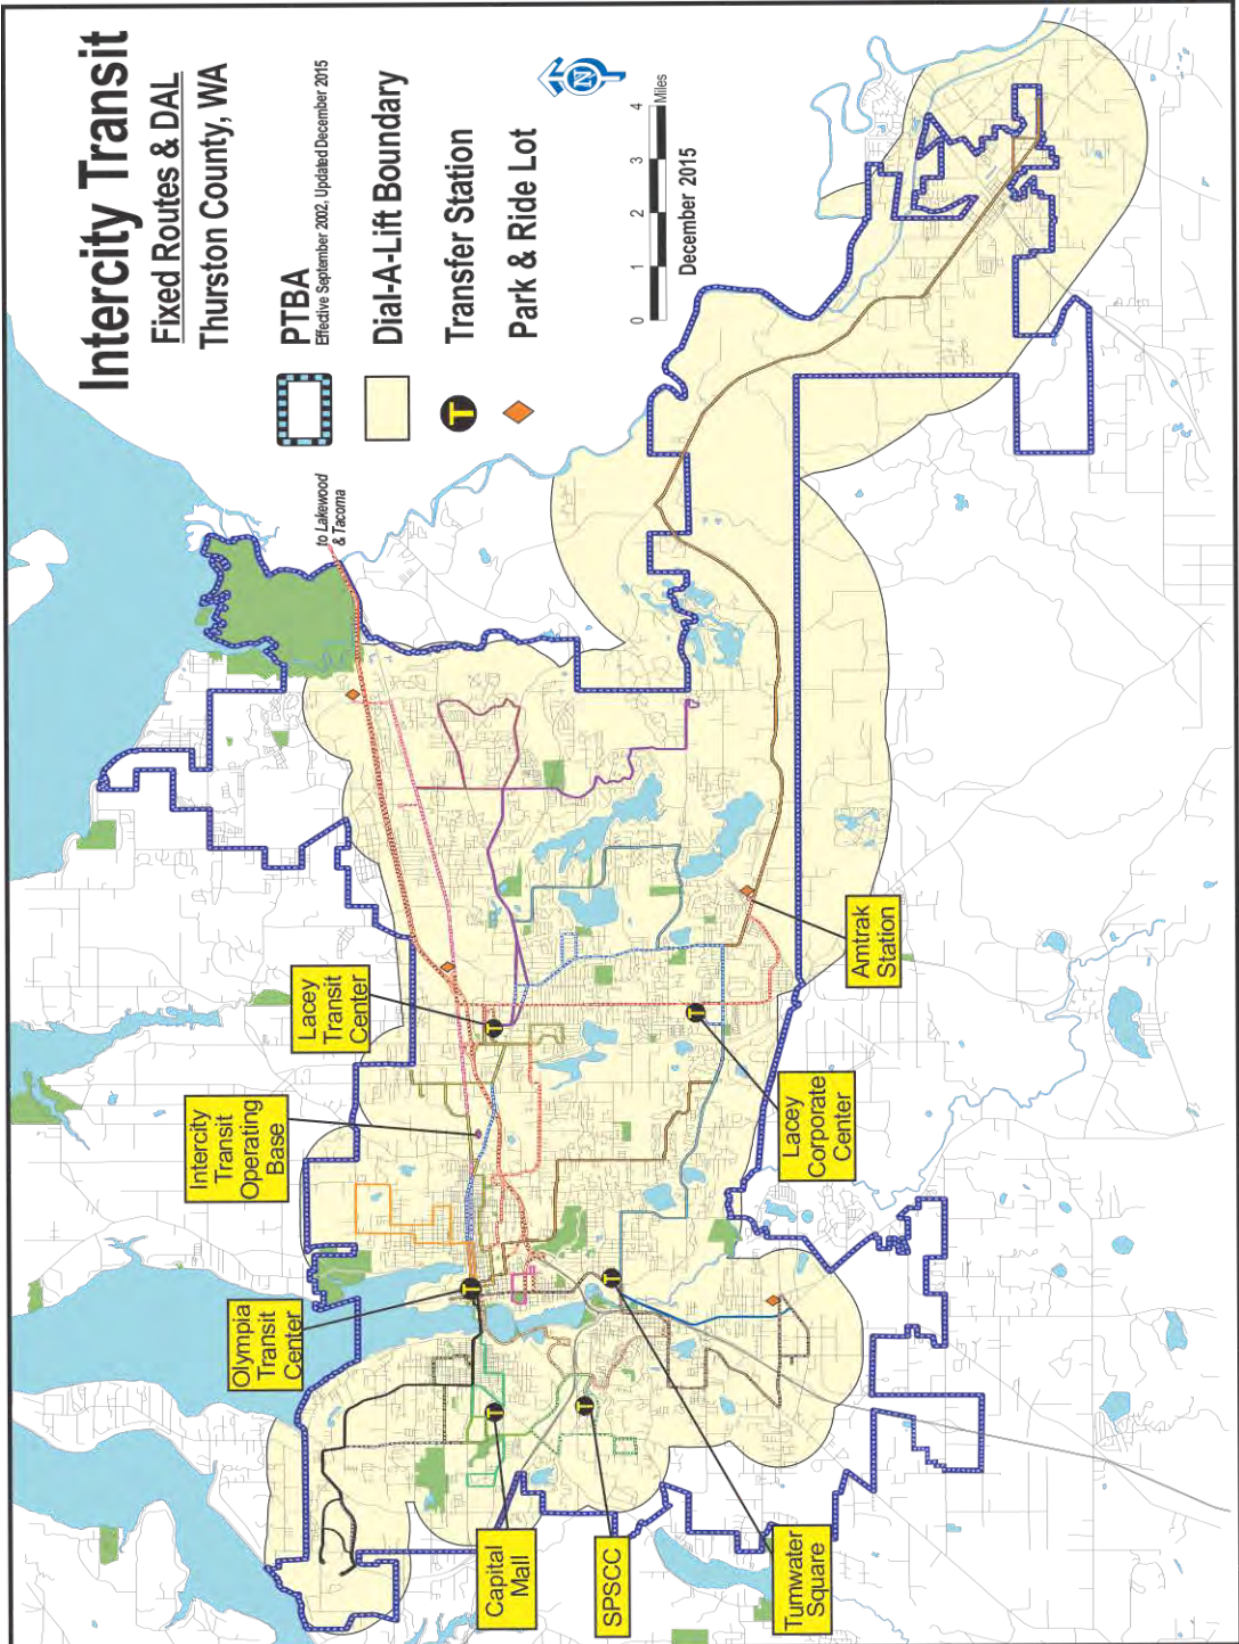 Intercity Transit
Fixed Routes & DAL
Thurston County, WA
PTBA
Effective September 2002, Updated December 2015
Dial-A-Lift Boundary
T
Transfer Station
Park & Ride Lot
N
0 1 2 3 4
Miles
December 2015
to Lakewood
& Tacoma
Lacey
Transit
Center
Intercity
Transit
Operating
Base
Olympia
Transit
Center
Amtrak
Station
Lacey
Corporate
Center
Capital
Mall
SPSCC
Tumwater
Square
T
T
T
T
T
T